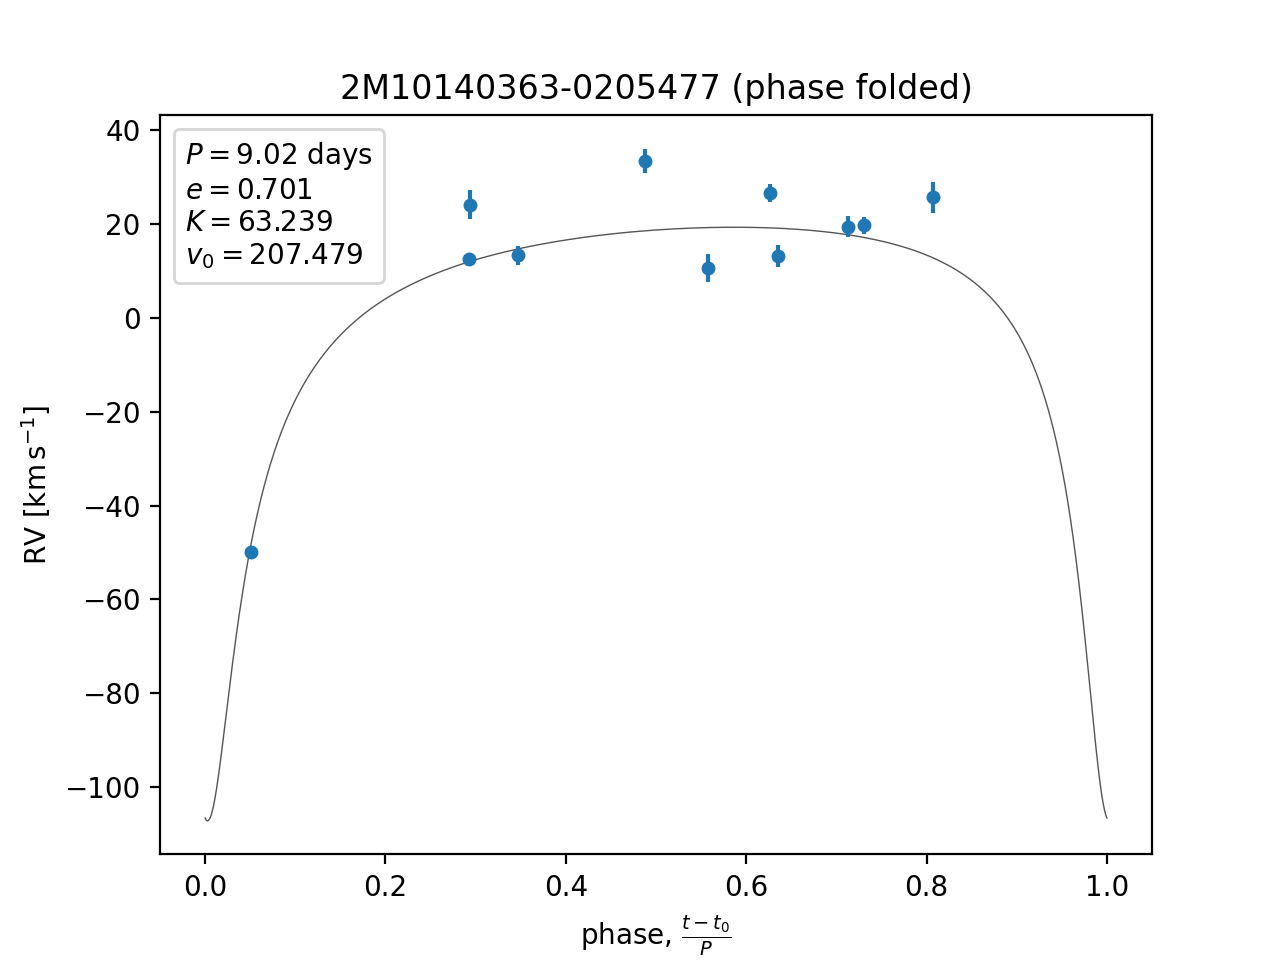 2M10140363-0205477 (phase folded)
P = 9.02 days
e = 0.701
K = 63.239
v₀ = 207.479
40
20
0
−20
−40
−60
−80
−100
RV [km s⁻¹]
0.0 0.2 0.4 0.6 0.8 1.0
phase, (t − t₀)/P